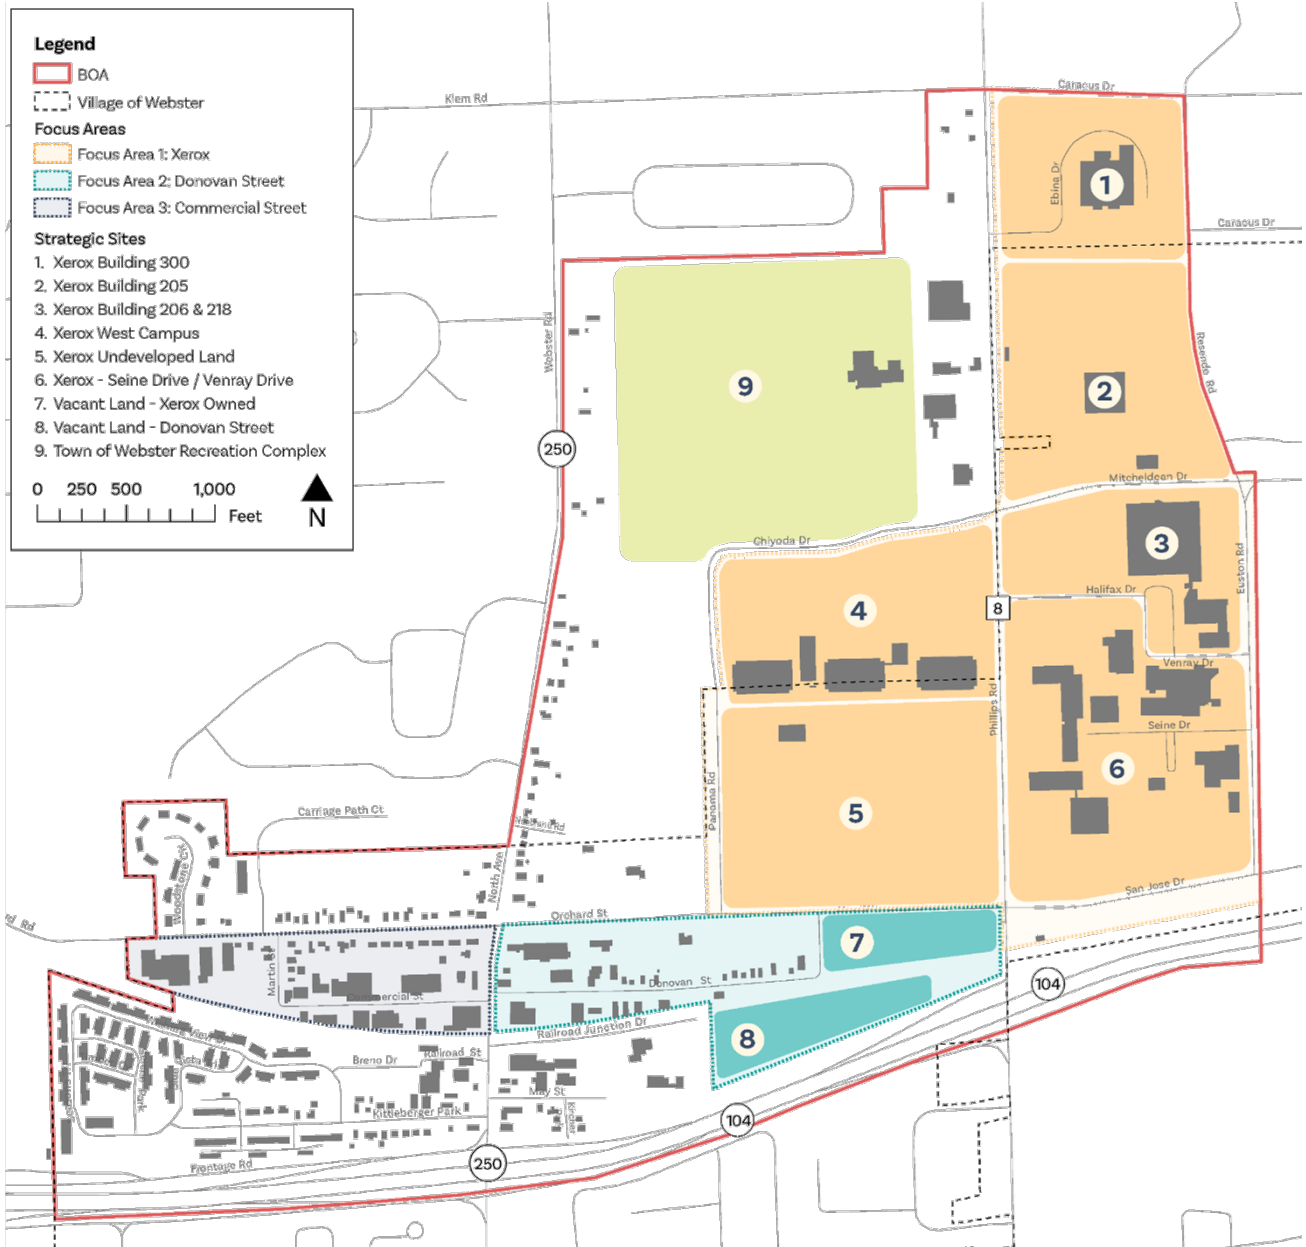 Legend
BOA
Village of Webster
Focus Areas
Focus Area 1: Xerox
Focus Area 2: Donovan Street
Focus Area 3: Commercial Street
Strategic Sites
1. Xerox Building 300
2. Xerox Building 205
3. Xerox Building 206 & 218
4. Xerox West Campus
5. Xerox Undeveloped Land
6. Xerox - Seine Drive / Venray Drive
7. Vacant Land - Xerox Owned
8. Vacant Land - Donovan Street
9. Town of Webster Recreation Complex
0 250 500 1,000
Feet
N
Klem Rd
Caracus Dr
Ebina Dr
1
Caracus Dr
Webster Rd
Resende Rd
9
2
250
Mitcheldean Dr
Chiyoda Dr
3
Euston Rd
Halifax Dr
4
8
Venray Dr
Phillips Rd
Seine Dr
6
Panama Rd
5
Carriage Path Ct
Woodstone Ct
North Ave
San Jose Dr
Rd
Orchard St
7
Martin St
Donovan St
104
Commercial St
8
Railroad Junction Dr
Breno Dr
Railroad St
May St
Kittleberger Park
104
Frontage Rd
250